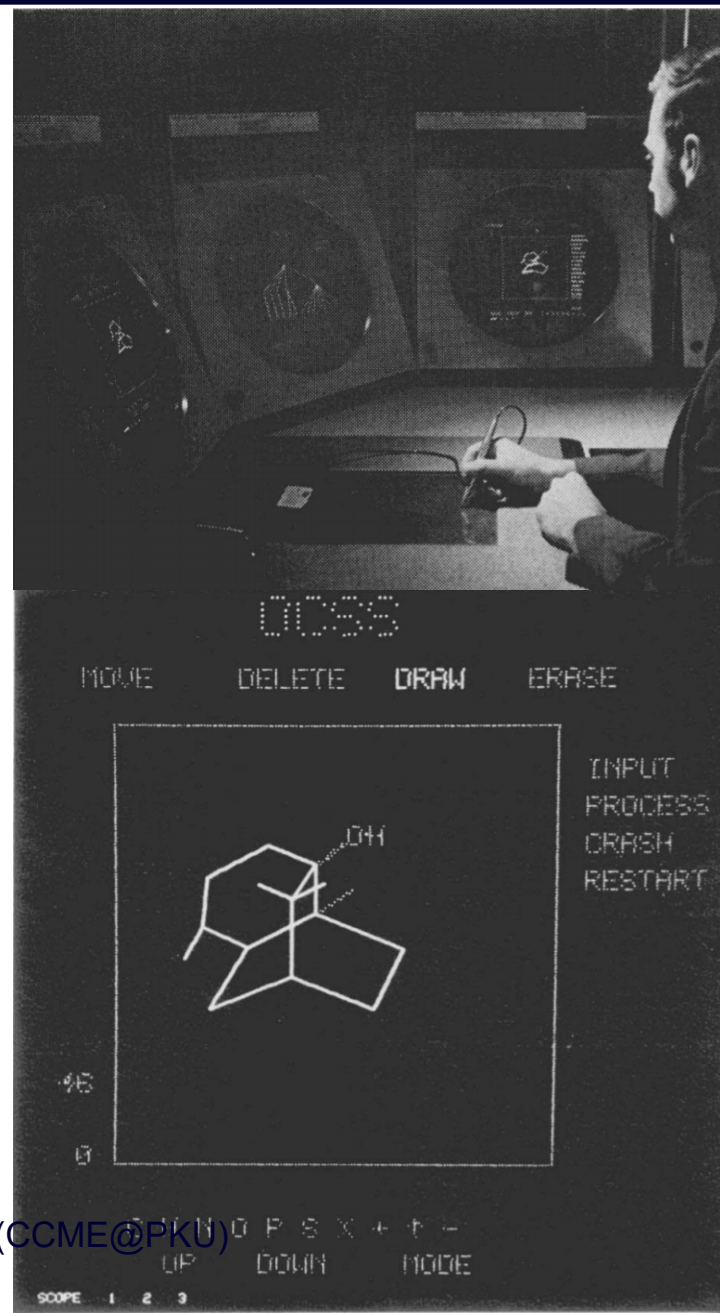 OCSS
MOVE DELETE DRAW ERASE
OH
INPUT
PROCESS
CRASH
RESTART
0
N O P S X + ↑ -
(CCME@PKU)
UP DOWN MODE
SCOPE 1 2 3